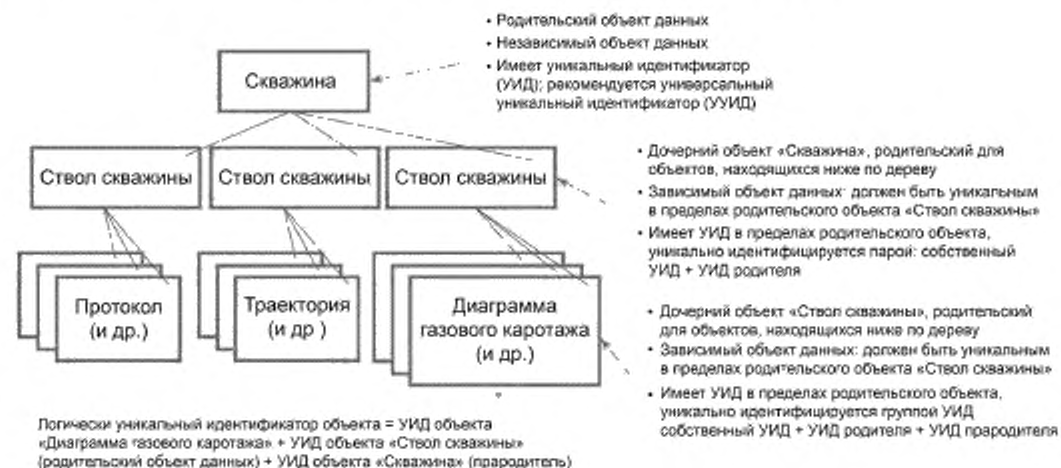 • Родительский объект данных
• Независимый объект данных
• Имеет уникальный идентификатор
(УИД); рекомендуется универсальный
уникальный идентификатор (УУИД)
Скважина
Ствол скважины
Ствол скважины
Ствол скважины
• Дочерний объект «Скважина», родительский для
объектов, находящихся ниже по дереву
• Зависимый объект данных: должен быть уникальным
в пределах родительского объекта «Ствол скважины»
• Имеет УИД в пределах родительского объекта,
уникально идентифицируется парой: собственный
УИД + УИД родителя
Протокол
(и др.)
Траектория
(и др )
Диаграмма
газового каротажа
(и др.)
• Дочерний объект «Ствол скважины», родительский
для объектов, находящихся ниже по дереву
• Зависимый объект данных: должен быть уникальным
в пределах родительского объекта «Ствол скважины»
• Имеет УИД в пределах родительского объекта,
уникально идентифицируется группой УИД
собственный УИД + УИД родителя + УИД прародителя
Логически уникальный идентификатор объекта = УИД объекта
«Диаграмма газового каротажа» + УИД объекта «Ствол скважины»
(родительский объект данных) + УИД объекта «Скважина» (прародитель)